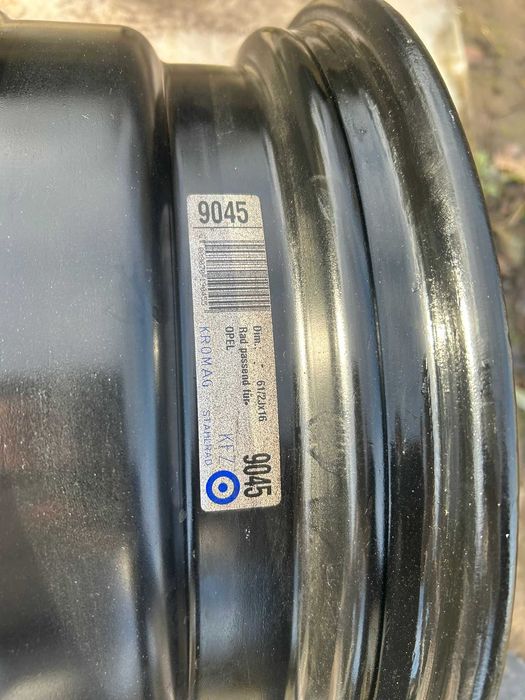 9045
Dim.: 61/2Jx16
Rad passend für:
OPEL
9045
KFZ
KROMAG STAHLRAD